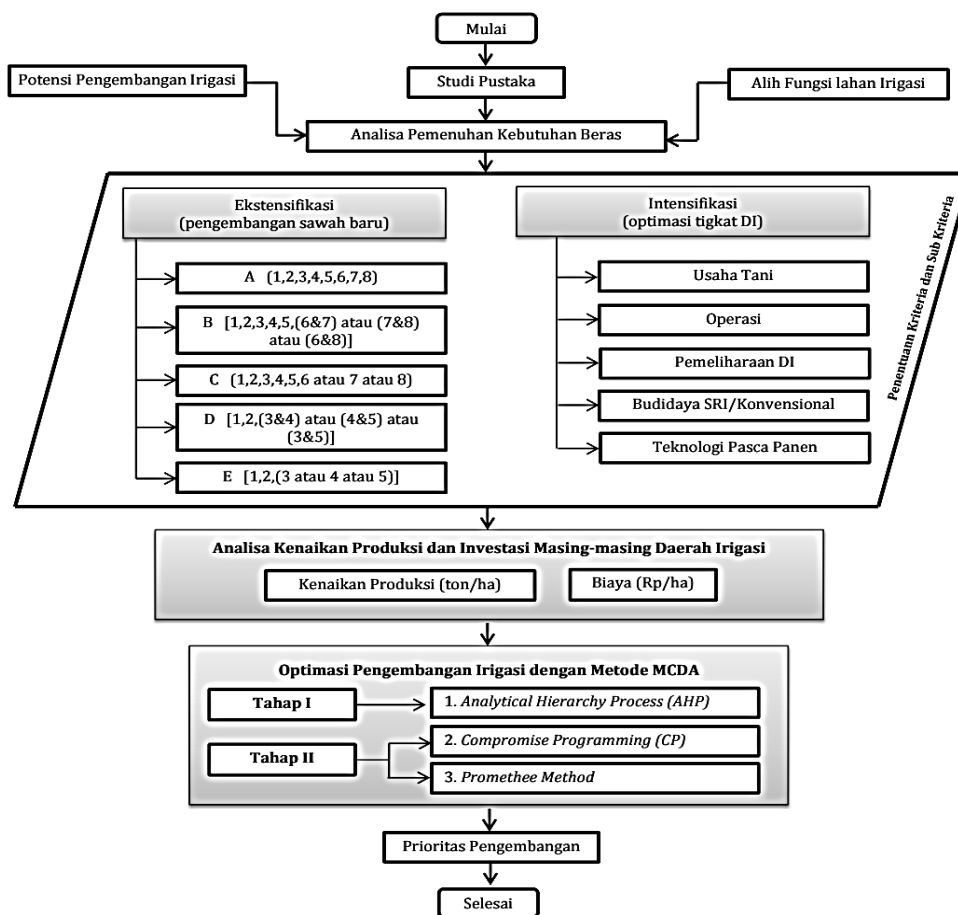 Mulai
Potensi Pengembangan Irigasi
Studi Pustaka
Alih Fungsi lahan Irigasi
Analisa Pemenuhan Kebutuhan Beras
Ekstensifikasi
(pengembangan sawah baru)
A (1,2,3,4,5,6,7,8)
B [1,2,3,4,5,(6&7) atau (7&8)
atau (6&8)]
C (1,2,3,4,5,6 atau 7 atau 8)
D [1,2,(3&4) atau (4&5) atau
(3&5)]
E [1,2,(3 atau 4 atau 5)]
Intensifikasi
(optimasi tigkat DI)
Usaha Tani
Operasi
Pemeliharaan DI
Budidaya SRI/Konvensional
Teknologi Pasca Panen
Penentuann Kriteria dan Sub Kriteria
Analisa Kenaikan Produksi dan Investasi Masing-masing Daerah Irigasi
Kenaikan Produksi (ton/ha)
Biaya (Rp/ha)
Optimasi Pengembangan Irigasi dengan Metode MCDA
Tahap I
1. Analytical Hierarchy Process (AHP)
Tahap II
2. Compromise Programming (CP)
3. Promethee Method
Prioritas Pengembangan
Selesai